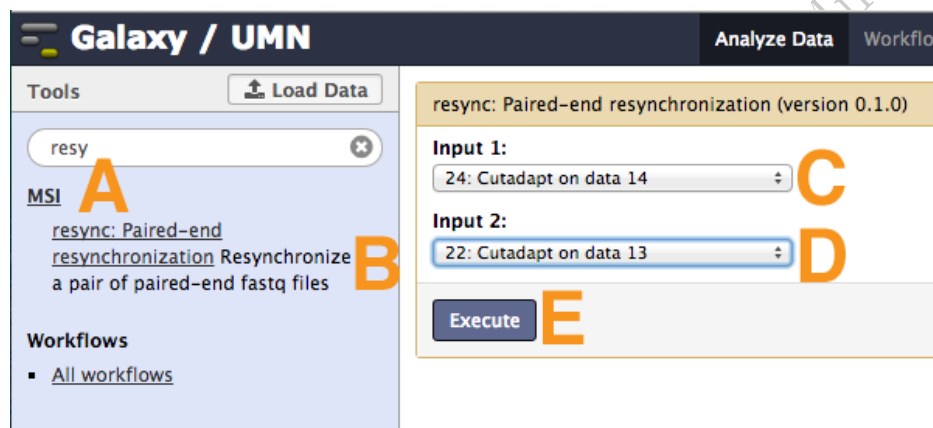 Galaxy / UMN
Analyze Data
Workflo
Tools
Load Data
resy
A
MSI
resync: Paired-end
resynchronization Resynchronize
a pair of paired-end fastq files
B
Workflows
All workflows
resync: Paired-end resynchronization (version 0.1.0)
Input 1:
24: Cutadapt on data 14
C
Input 2:
22: Cutadapt on data 13
D
Execute
E